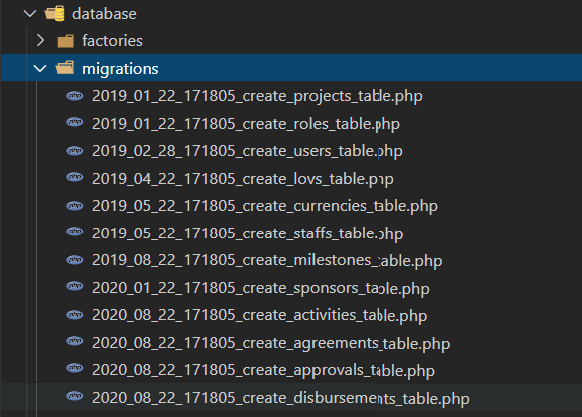 database
factories
migrations
2019_01_22_171805_create_projects_table.php
2019_01_22_171805_create_roles_table.php
2019_02_28_171805_create_users_table.php
2019_04_22_171805_create_lovs_table.php
2019_05_22_171805_create_currencies_table.php
2019_05_22_171805_create_staffs_table.php
2019_08_22_171805_create_milestones_table.php
2020_01_22_171805_create_sponsors_table.php
2020_08_22_171805_create_activities_table.php
2020_08_22_171805_create_agreements_table.php
2020_08_22_171805_create_approvals_table.php
2020_08_22_171805_create_disbursements_table.php